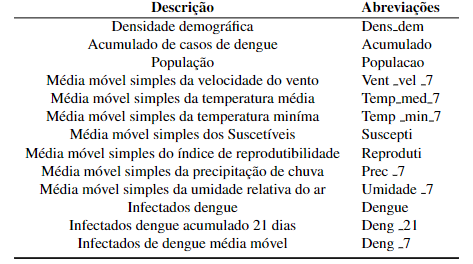 Descrição Abreviações
Densidade demográfica Dens_dem
Acumulado de casos de dengue Acumulado
População Populacao
Média móvel simples da velocidade do vento Vent _vel _7
Média móvel simples da temperatura média Temp_med_7
Média móvel simples da temperatura miníma Temp _min_7
Média móvel simples dos Suscetíveis Suscepti
Média móvel simples do índice de reprodutibilidade Reproduti
Média móvel simples da precipitação de chuva Prec _7
Média móvel simples da umidade relativa do ar Umidade _7
Infectados dengue Dengue
Infectados dengue acumulado 21 dias Deng _21
Infectados de dengue média móvel Deng _7